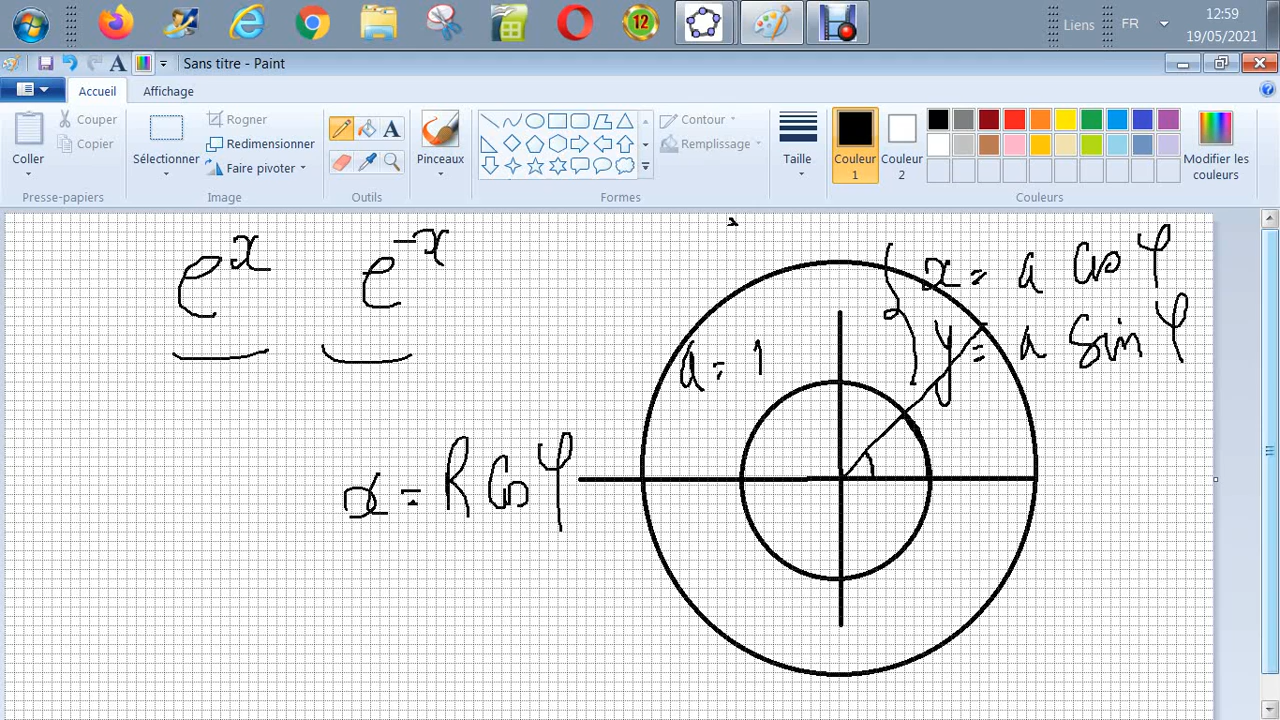 12
FR
Liens
12:59
19/05/2021
Sans titre - Paint
Accueil
Affichage
Coller
Couper
Copier
Presse-papiers
Sélectionner
Rogner
Redimensionner
Faire pivoter
Image
A
Outils
Pinceaux
Contour
Remplissage
Formes
Taille
Couleur 1
Couleur 2
Modifier les couleurs
Couleurs
e^x e^-x
x = a cos φ
y = a sin φ
a = 1
x = R cos φ